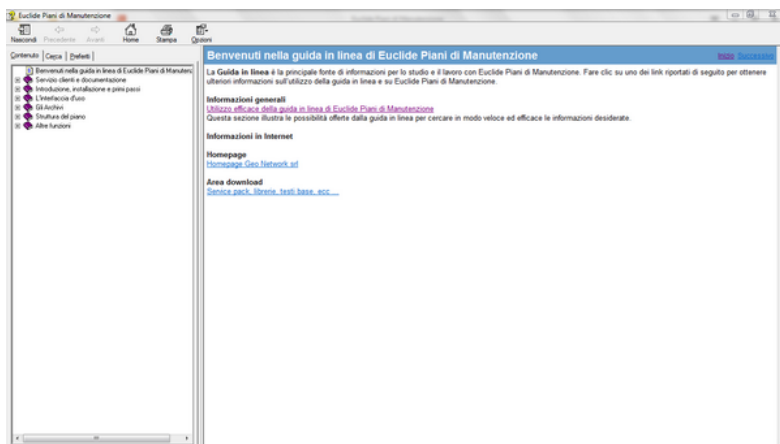 Euclide Piani di Manutenzione
Nascondi Precedente Avanti Home Stampa Opzioni
Contenuto Cerca Preferiti
Benvenuti nella guida in linea di Euclide Piani di Manutenz
Servizio clienti e documentazione
Introduzione, installazione e primi passi
L'interfaccia d'uso
Gli Archivi
Struttura del piano
Altre funzioni
Benvenuti nella guida in linea di Euclide Piani di Manutenzione
Inizio Successivo
La Guida in linea è la principale fonte di informazioni per lo studio e il lavoro con Euclide Piani di Manutenzione. Fare clic su uno dei link riportati di seguito per ottenere
ulteriori informazioni sull'utilizzo della guida in linea e su Euclide Piani di Manutenzione.
Informazioni generali
Utilizzo efficace della guida in linea di Euclide Piani di Manutenzione
Questa sezione illustra le possibilità offerte dalla guida in linea per cercare in modo veloce ed efficace le informazioni desiderate.
Informazioni in Internet
Homepage
Homepage Geo Network srl
Area download
Service pack, librerie, testi base, ecc ...